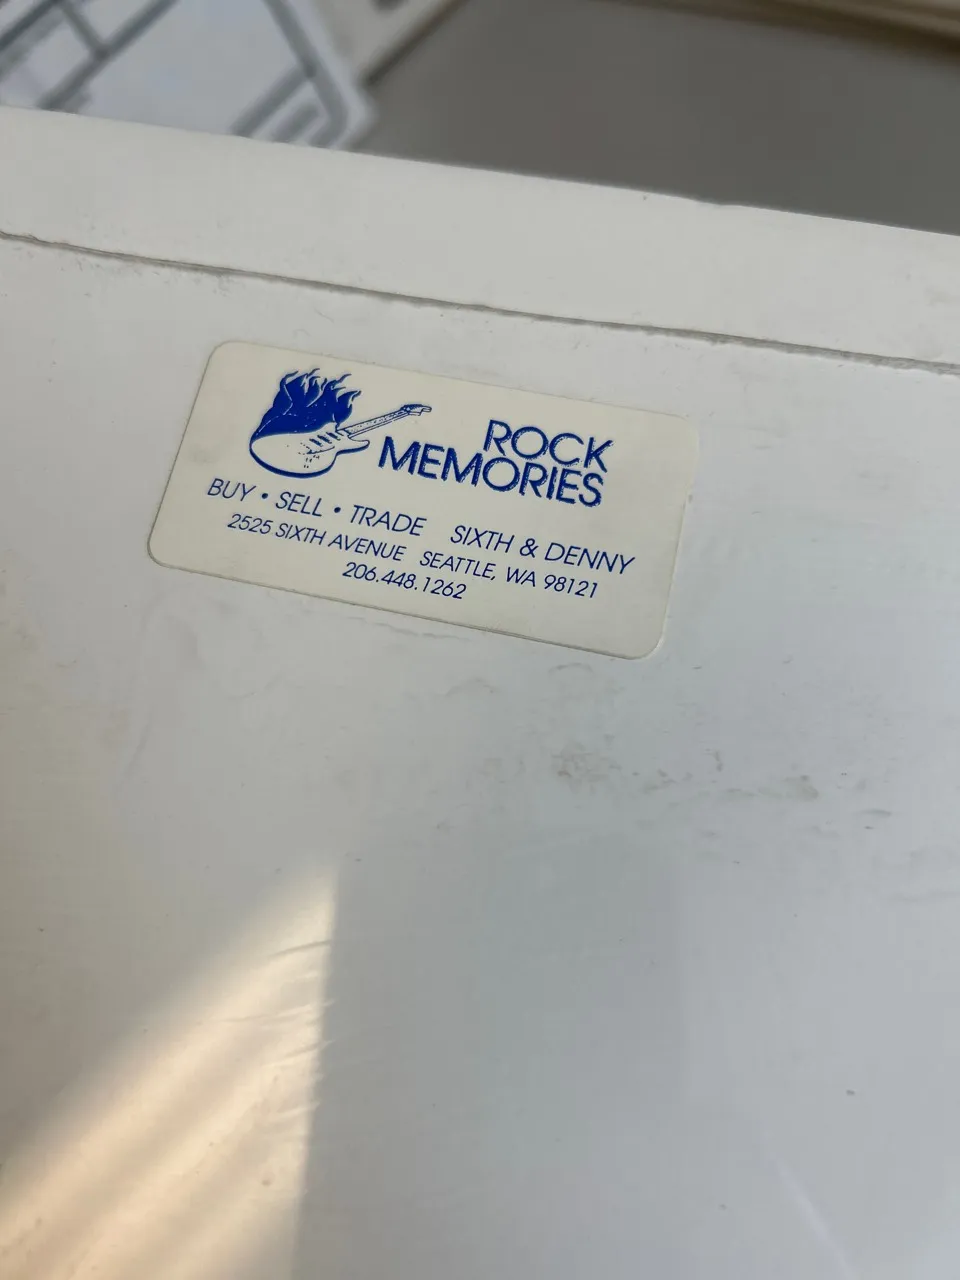 ROCK
MEMORIES
BUY • SELL • TRADE SIXTH & DENNY
2525 SIXTH AVENUE SEATTLE, WA 98121
206.448.1262